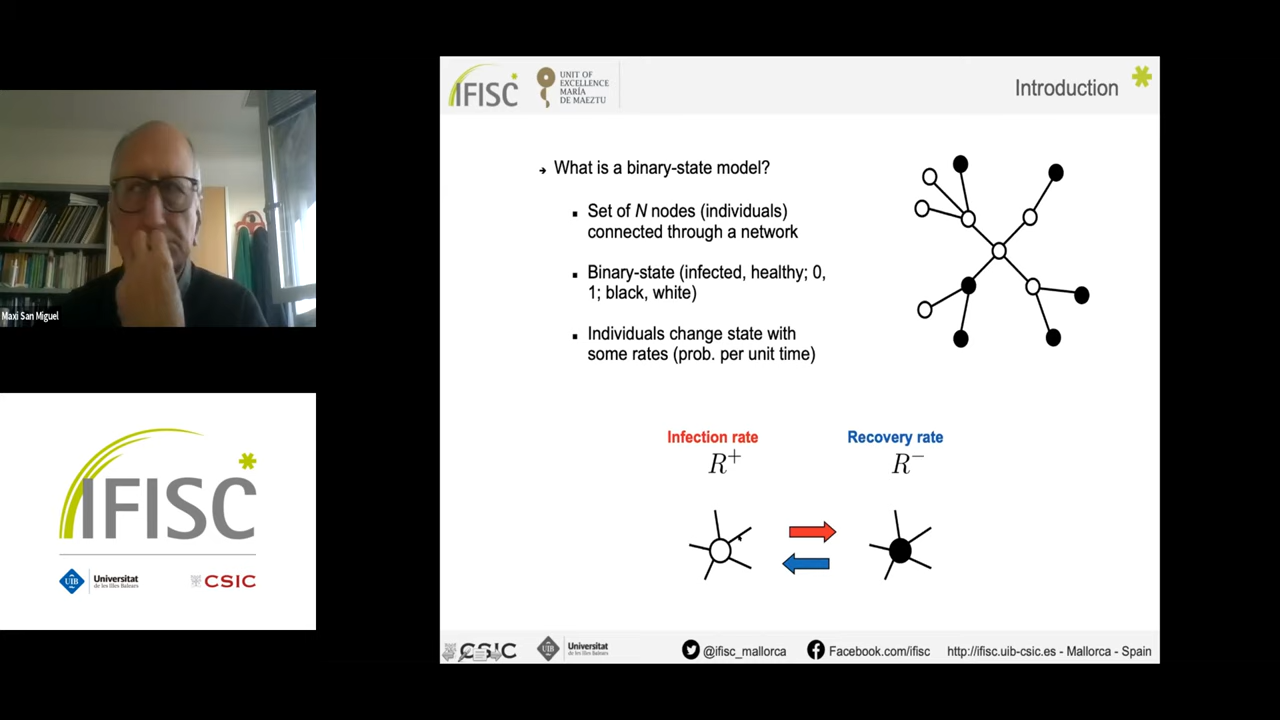 Maxi San Miguel
IFISC
UIB
Universitat
de les Illes Balears
CSIC
IFISC
UNIT OF
EXCELLENCE
MARÍA
DE MAEZTU
Introduction
What is a binary-state model?
Set of N nodes (individuals)
connected through a network
Binary-state (infected, healthy; 0,
1; black, white)
Individuals change state with
some rates (prob. per unit time)
Infection rate
R⁺
Recovery rate
R⁻
CSIC
UIB
Universitat
de les Illes Balears
@ifisc_mallorca
Facebook.com/ifisc
http://ifisc.uib-csic.es - Mallorca - Spain